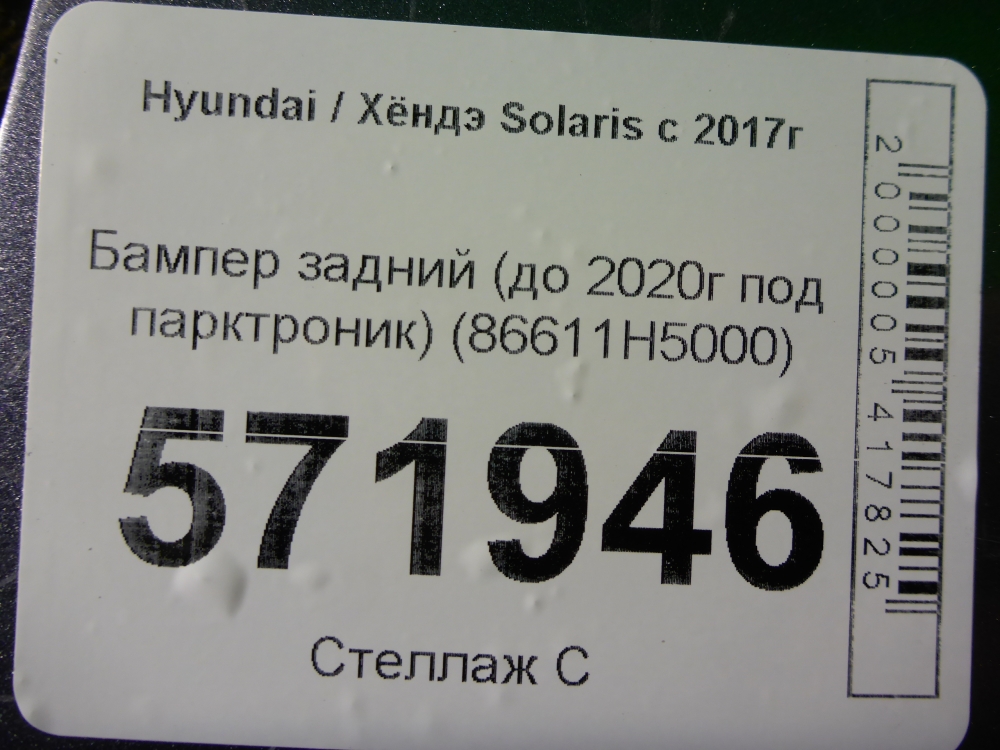 Hyundai / Хёндэ Solaris с 2017г
Бампер задний (до 2020г под
парктроник) (86611H5000)
571946
Стеллаж С
2000005417825